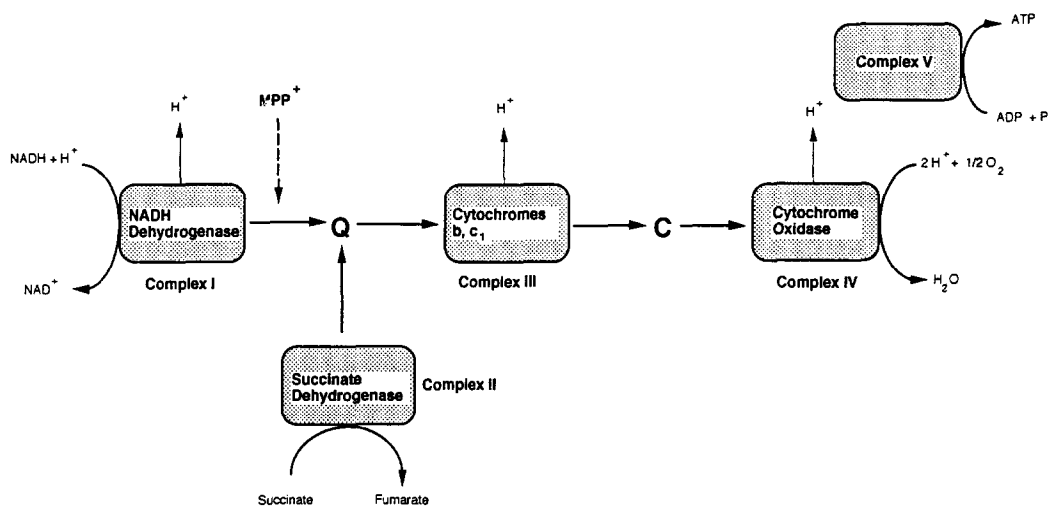 ATP
Complex V
ADP + P
H⁺
MPP⁺
H⁺
H⁺
NADH + H⁺
2 H⁺ + 1/2 O₂
NADH
Dehydrogenase
Q
Cytochromes
b, c₁
C
Cytochrome
Oxidase
Complex I
Complex III
Complex IV
NAD⁺
H₂O
Succinate
Dehydrogenase
Complex II
Succinate
Fumarate